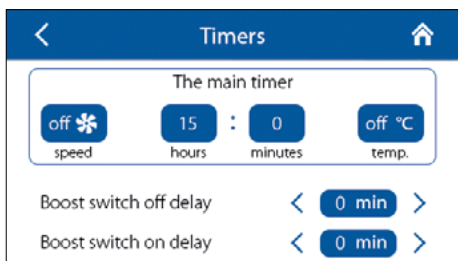 Timers
The main timer
off 15 : 0 off °C
speed hours minutes temp.
Boost switch off delay 0 min
Boost switch on delay 0 min